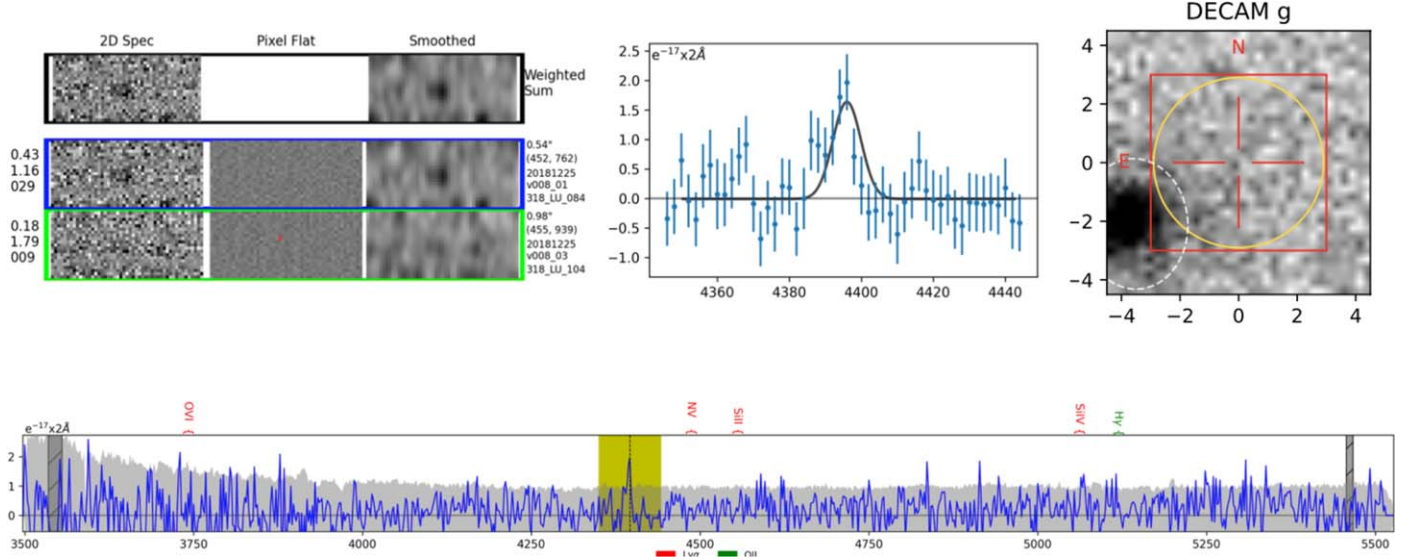 2D Spec Pixel Flat Smoothed
Weighted
Sum
0.43
1.16
029
0.54"
(452, 762)
20181225
v008_01
318_LU_084
0.18
1.79
009
0.98"
(455, 939)
20181225
v008_03
318_LU_104
e⁻¹⁷x2Å
2.5
2.0
1.5
1.0
0.5
0.0
−0.5
−1.0
4360 4380 4400 4420 4440
DECAM g
N
E
4
2
0
−2
−4
−4 −2 0 2 4
OVI { NV { SiII { SiIV { Hγ {
e⁻¹⁷x2Å
2
1
0
3500 3750 4000 4250 4500 4750 5000 5250 5500
Lyα OII